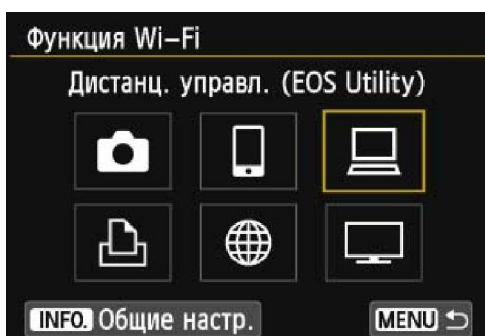 Функция Wi-Fi
Дистанц. управл. (EOS Utility)
INFO. Общие настр. MENU